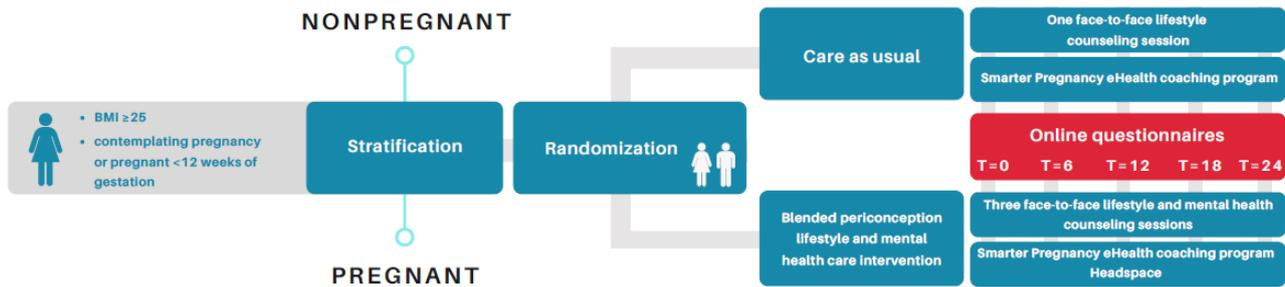 NONPREGNANT
• BMI ≥25
• contemplating pregnancy
or pregnant <12 weeks of
gestation
Stratification
PREGNANT
Randomization
Care as usual
One face-to-face lifestyle
counseling session
Smarter Pregnancy eHealth coaching program
Online questionnaires
T=0 T=6 T=12 T=18 T=24
Blended periconception
lifestyle and mental
health care intervention
Three face-to-face lifestyle and mental health
counseling sessions
Smarter Pregnancy eHealth coaching program
Headspace